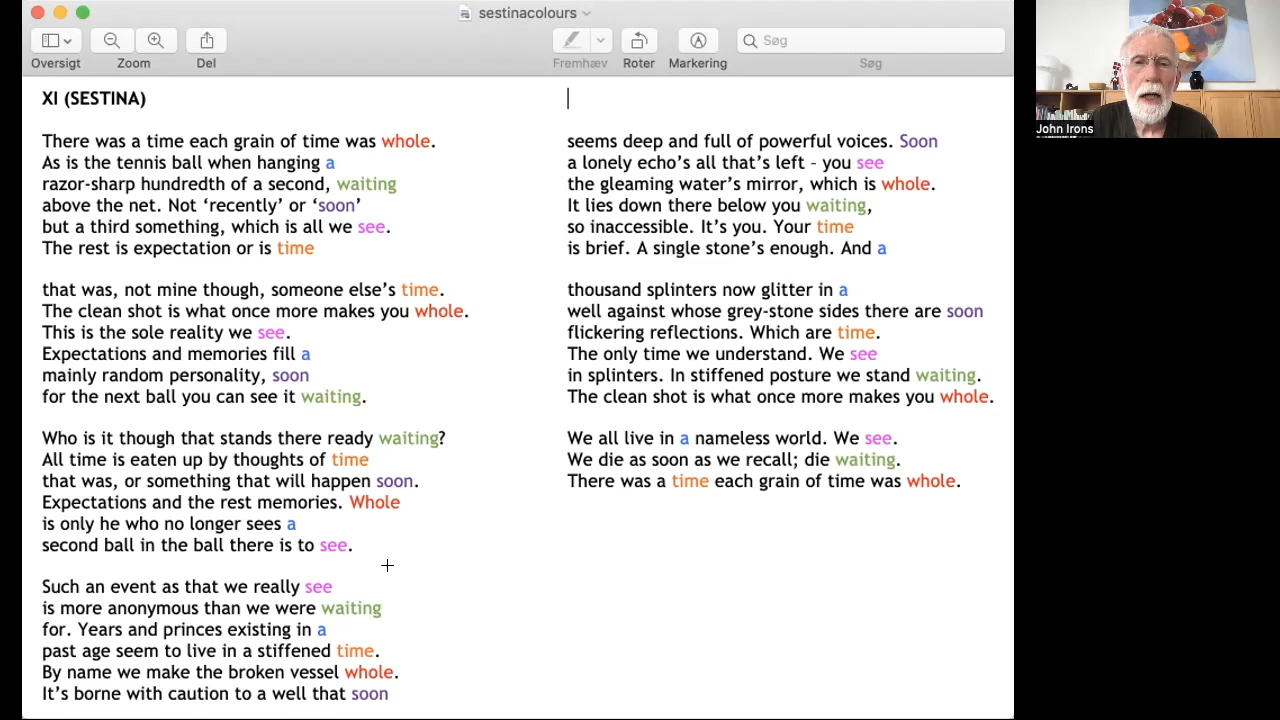 sestinacolours
Oversigt
Zoom
Del
Fremhæv
Roter
Markering
Søg
Søg
John Irons
XI (SESTINA)
There was a time each grain of time was whole.
As is the tennis ball when hanging a
razor-sharp hundredth of a second, waiting
above the net. Not ‘recently’ or ‘soon’
but a third something, which is all we see.
The rest is expectation or is time
that was, not mine though, someone else’s time.
The clean shot is what once more makes you whole.
This is the sole reality we see.
Expectations and memories fill a
mainly random personality, soon
for the next ball you can see it waiting.
Who is it though that stands there ready waiting?
All time is eaten up by thoughts of time
that was, or something that will happen soon.
Expectations and the rest memories. Whole
is only he who no longer sees a
second ball in the ball there is to see.
Such an event as that we really see
is more anonymous than we were waiting
for. Years and princes existing in a
past age seem to live in a stiffened time.
By name we make the broken vessel whole.
It’s borne with caution to a well that soon
seems deep and full of powerful voices. Soon
a lonely echo’s all that’s left – you see
the gleaming water’s mirror, which is whole.
It lies down there below you waiting,
so inaccessible. It’s you. Your time
is brief. A single stone’s enough. And a
thousand splinters now glitter in a
well against whose grey-stone sides there are soon
flickering reflections. Which are time.
The only time we understand. We see
in splinters. In stiffened posture we stand waiting.
The clean shot is what once more makes you whole.
We all live in a nameless world. We see.
We die as soon as we recall; die waiting.
There was a time each grain of time was whole.